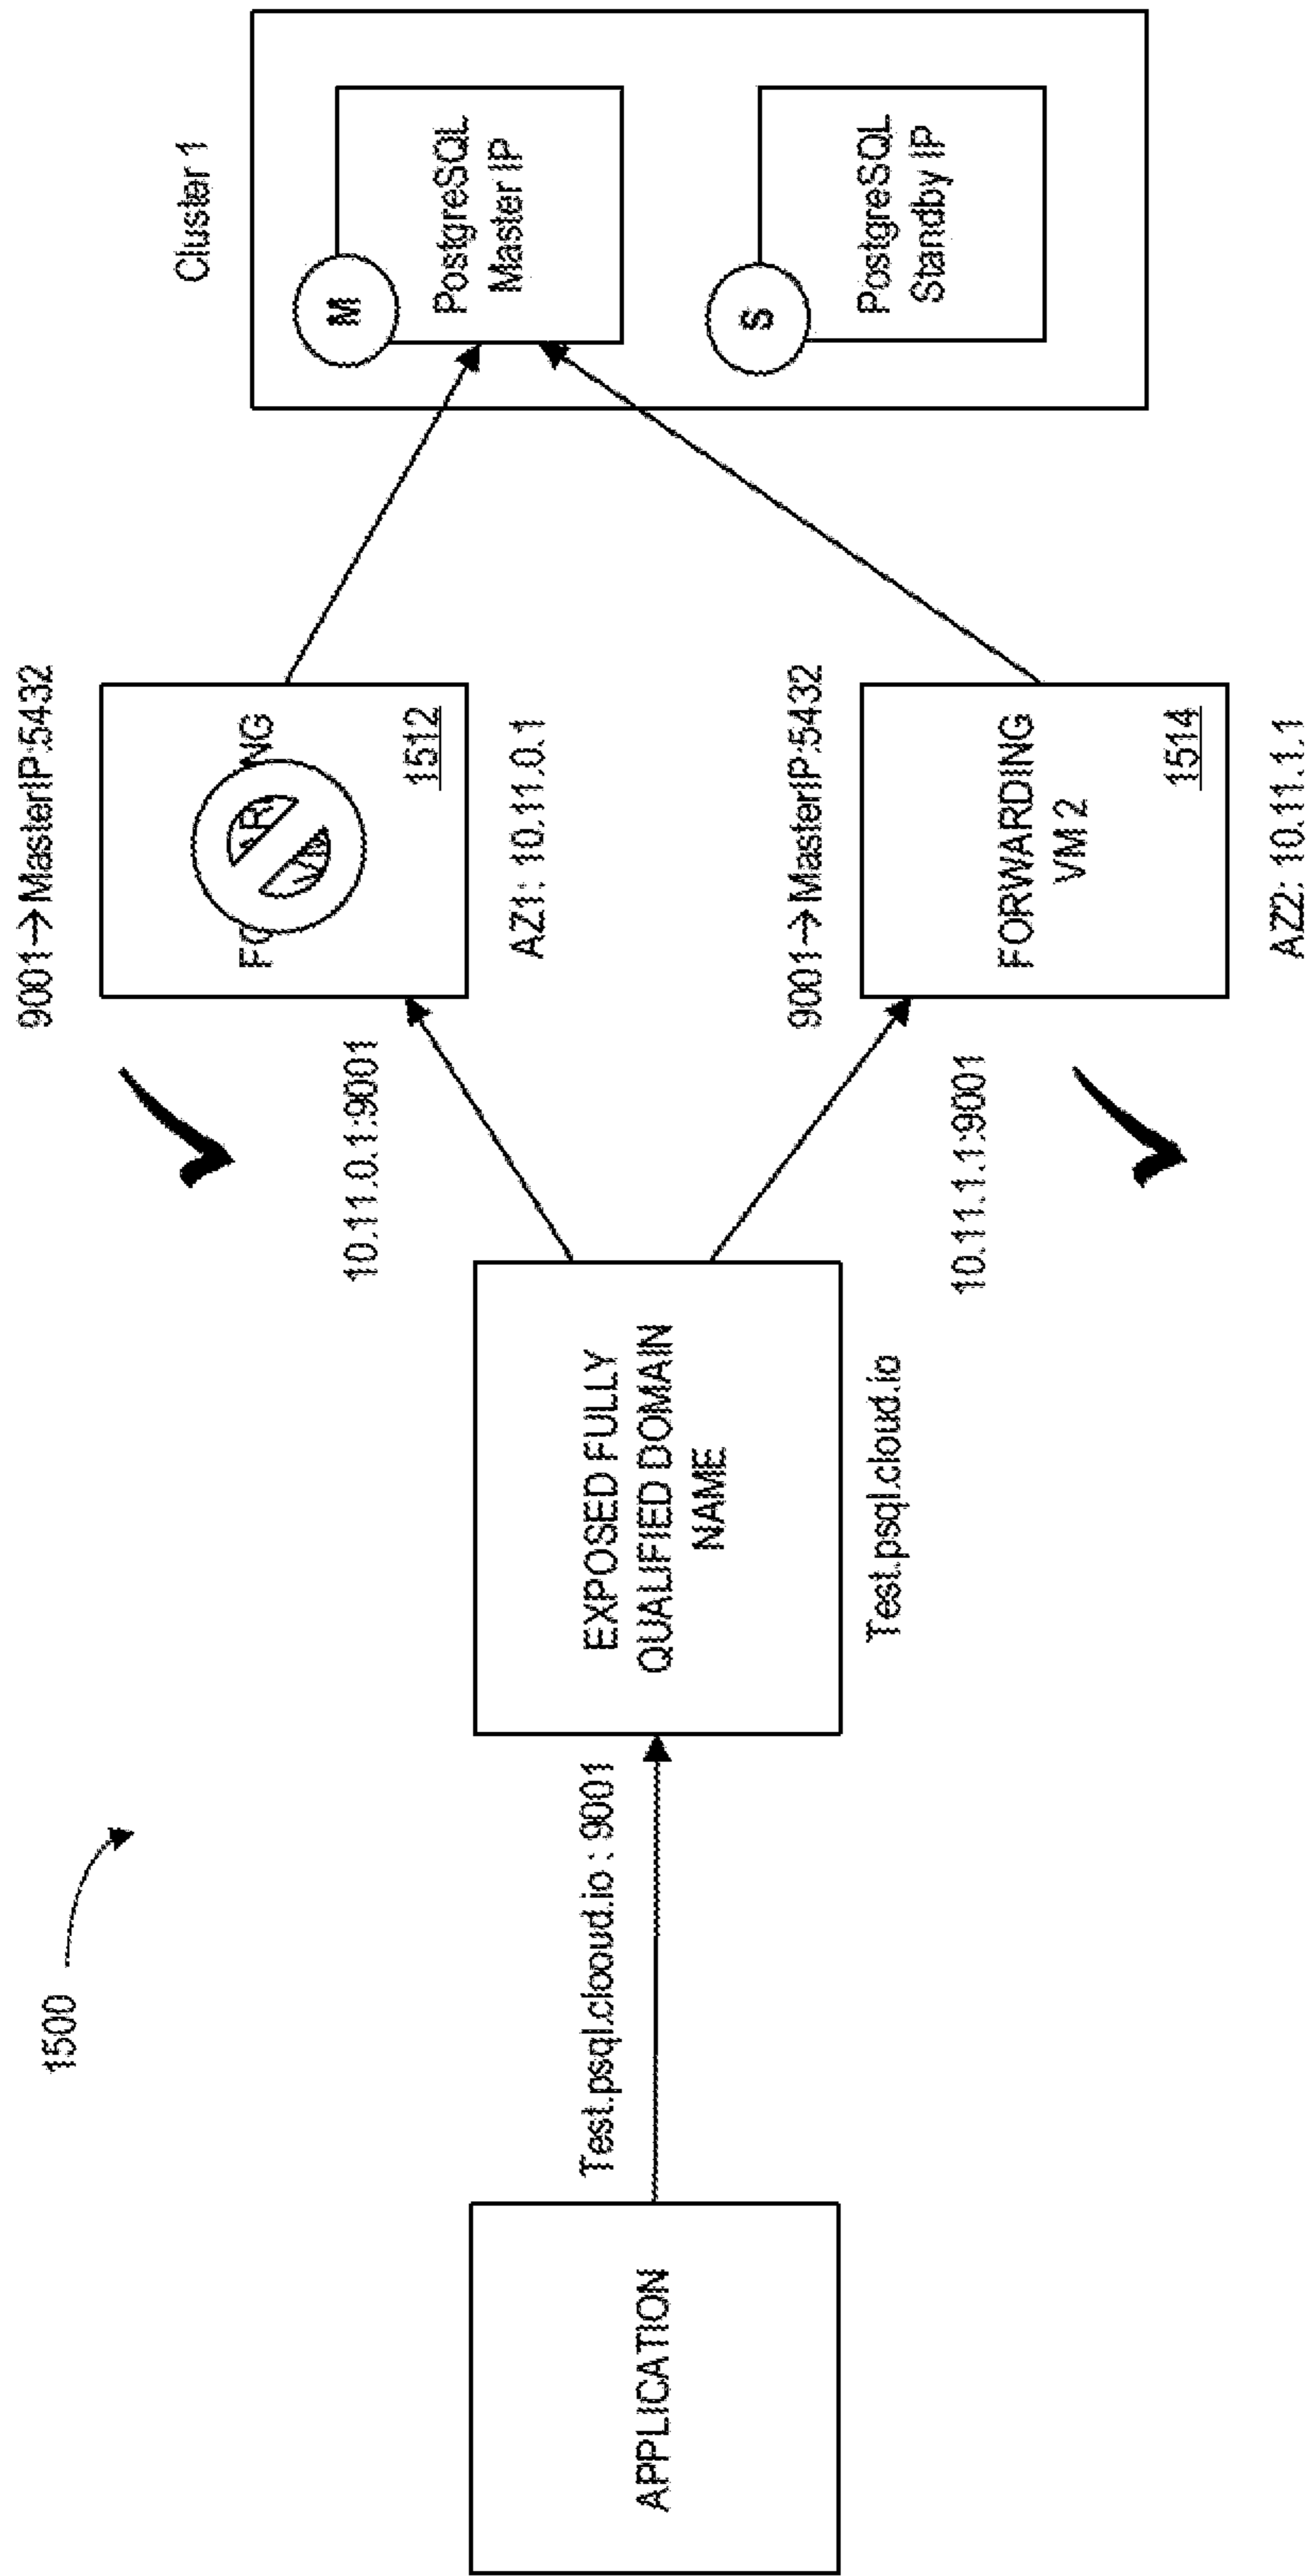 1500
APPLICATION
Test.psql.clooud.io : 9001
EXPOSED FULLY
QUALIFIED DOMAIN
NAME
Test.psql.cloud.io
10.11.0.1:9001
10.11.1.1:9001
9001→MasterIP:5432
1512
AZ1: 10.11.0.1
9001→MasterIP:5432
FORWARDING
VM 2
1514
AZ2: 10.11.1.1
Cluster 1
M
PostgreSQL
Master IP
S
PostgreSQL
Standby IP